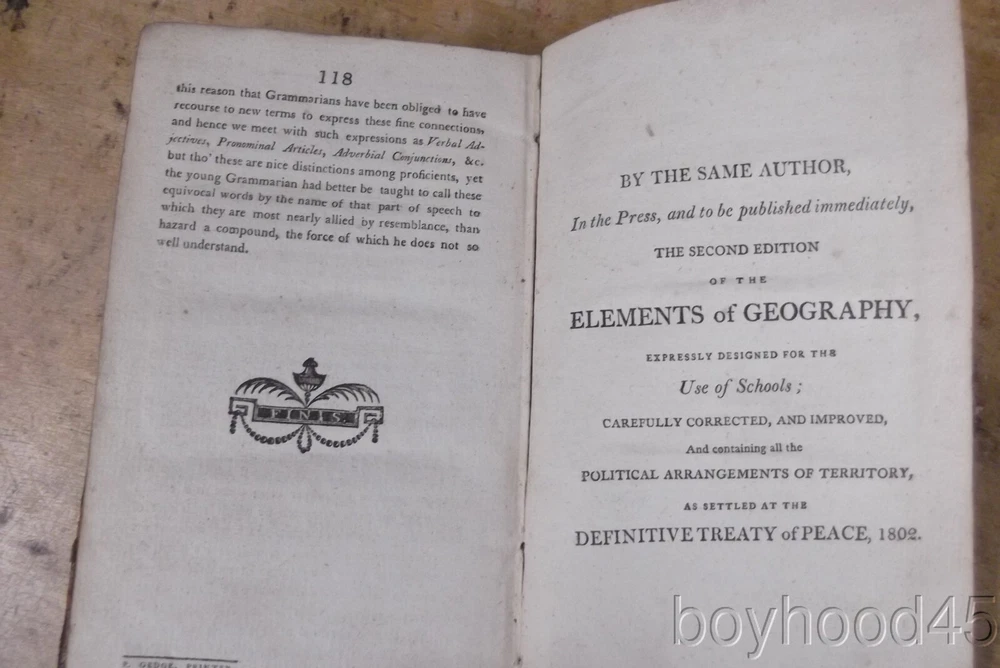 118
this reason that Grammarians have been obliged to have
recourse to new terms to express these fine connections,
and hence we meet with such expressions as Verbal Ad-
jectives, Pronominal Articles, Adverbial Conjunctions, &c.
but tho' these are nice distinctions among proficients, yet
the young Grammarian had better be taught to call these
equivocal words by the name of that part of speech to
which they are most nearly allied by resemblance, than
hazard a compound, the force of which he does not so
well understand.
FINIS
BY THE SAME AUTHOR,
In the Press, and to be published immediately,
THE SECOND EDITION
OF THE
ELEMENTS of GEOGRAPHY,
EXPRESSLY DESIGNED FOR THE
Use of Schools;
CAREFULLY CORRECTED, AND IMPROVED,
And containing all the
POLITICAL ARRANGEMENTS OF TERRITORY,
AS SETTLED AT THE
DEFINITIVE TREATY of PEACE, 1802.
boyhood45